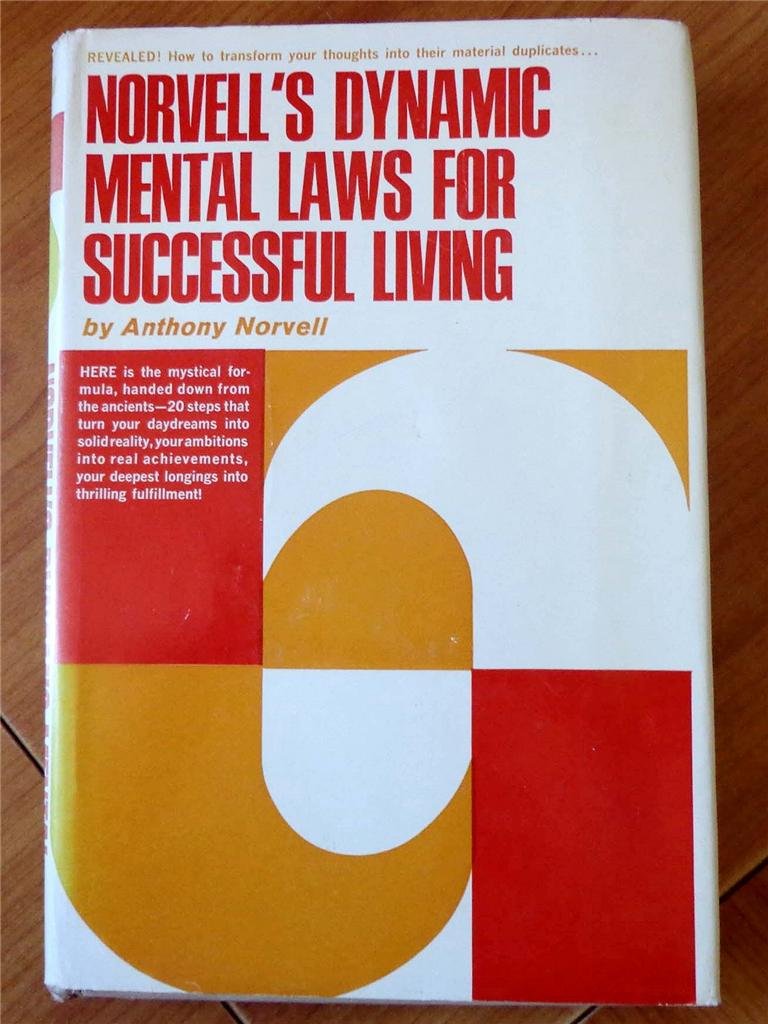 REVEALED! How to transform your thoughts into their material duplicates...
NORVELL'S DYNAMIC
MENTAL LAWS FOR
SUCCESSFUL LIVING
by Anthony Norvell
HERE is the mystical for-
mula, handed down from
the ancients—20 steps that
turn your daydreams into
solid reality, your ambitions
into real achievements,
your deepest longings into
thrilling fulfillment!